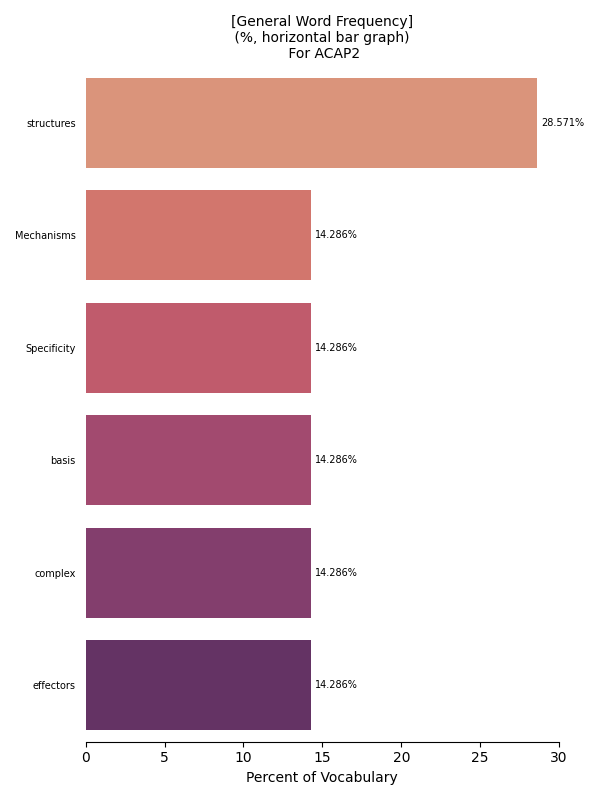 [General Word Frequency]
(%, horizontal bar graph)
For ACAP2
structures
28.571%
Mechanisms
14.286%
Specificity
14.286%
basis
14.286%
complex
14.286%
effectors
14.286%
0 5 10 15 20 25 30
Percent of Vocabulary